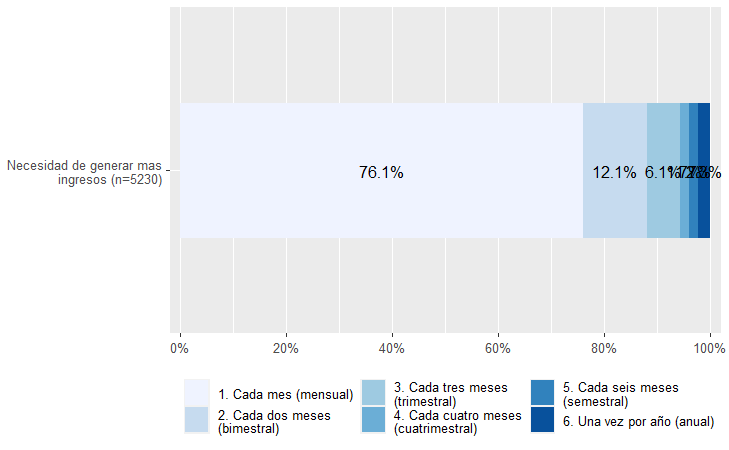 76.1%
12.1%
6.1%
Necesidad de generar mas
ingresos (n=5230)
0%
20%
40%
60%
80%
100%
1. Cada mes (mensual)
2. Cada dos meses
(bimestral)
3. Cada tres meses
(trimestral)
4. Cada cuatro meses
(cuatrimestral)
5. Cada seis meses
(semestral)
6. Una vez por año (anual)